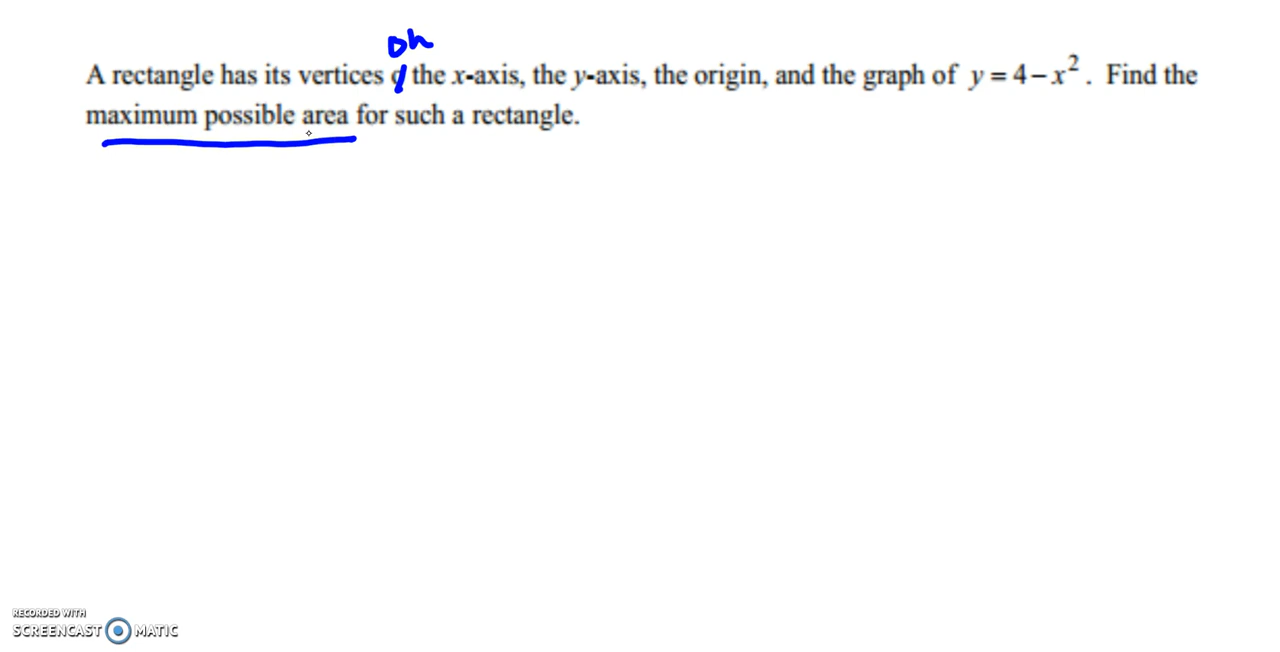 on
A rectangle has its vertices o the x-axis, the y-axis, the origin, and the graph of y = 4 – x². Find the
maximum possible area for such a rectangle.
RECORDED WITH
SCREENCAST MATIC